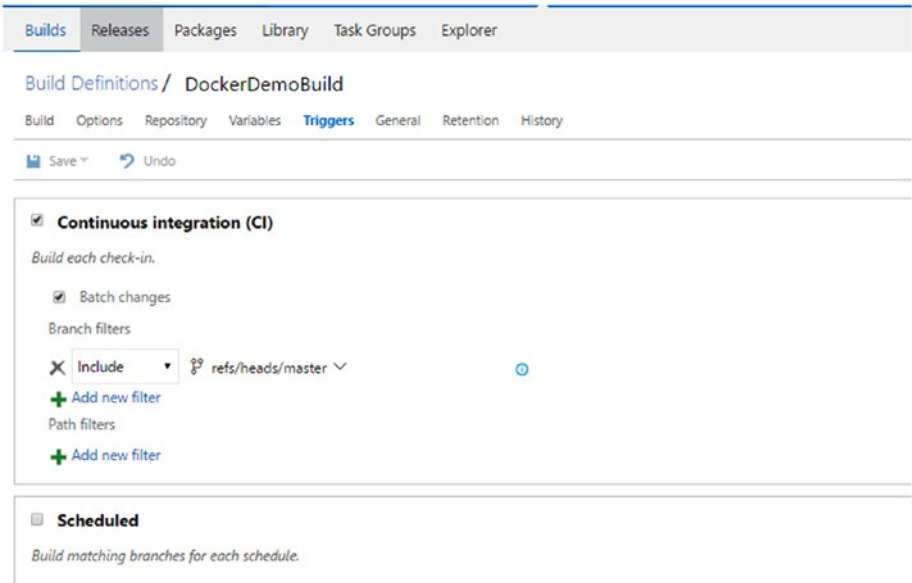 Builds Releases Packages Library Task Groups Explorer
Build Definitions / DockerDemoBuild
Build Options Repository Variables Triggers General Retention History
Save Undo
Continuous integration (CI)
Build each check-in.
Batch changes
Branch filters
Include refs/heads/master
Add new filter
Path filters
Add new filter
Scheduled
Build matching branches for each schedule.